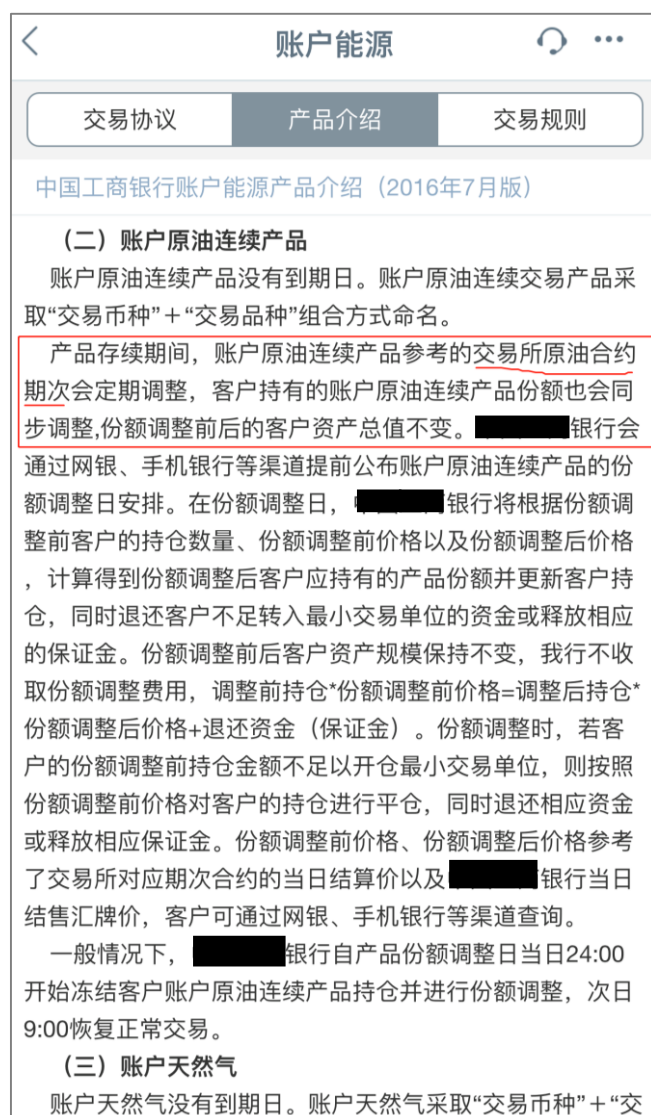 账户能源
交易协议 产品介绍 交易规则
中国工商银行账户能源产品介绍（2016年7月版）
（二）账户原油连续产品
账户原油连续产品没有到期日。账户原油连续交易产品采
取“交易币种”＋“交易品种”组合方式命名。
产品存续期间，账户原油连续产品参考的交易所原油合约
期次会定期调整，客户持有的账户原油连续产品份额也会同
步调整,份额调整前后的客户资产总值不变。银行会
通过网银、手机银行等渠道提前公布账户原油连续产品的份
额调整日安排。在份额调整日，银行将根据份额调
整前客户的持仓数量、份额调整前价格以及份额调整后价格
，计算得到份额调整后客户应持有的产品份额并更新客户持
仓，同时退还客户不足转入最小交易单位的资金或释放相应
的保证金。份额调整前后客户资产规模保持不变，我行不收
取份额调整费用，调整前持仓*份额调整前价格=调整后持仓*
份额调整后价格+退还资金（保证金）。份额调整时，若客
户的份额调整前持仓金额不足以开仓最小交易单位，则按照
份额调整前价格对客户的持仓进行平仓，同时退还相应资金
或释放相应保证金。份额调整前价格、份额调整后价格参考
了交易所对应期次合约的当日结算价以及银行当日
结售汇牌价，客户可通过网银、手机银行等渠道查询。
一般情况下，银行自产品份额调整日当日24:00
开始冻结客户账户原油连续产品持仓并进行份额调整，次日
9:00恢复正常交易。
（三）账户天然气
账户天然气没有到期日。账户天然气采取“交易币种”＋“交